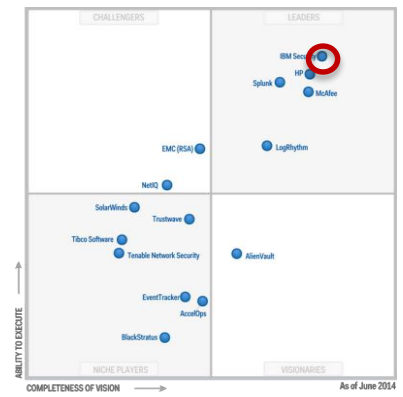 CHALLENGERS
LEADERS
IBM Security
HP
Splunk
McAfee
EMC (RSA)
LogRhythm
NetIQ
SolarWinds
Trustwave
Tibco Software
Tenable Network Security
AlienVault
EventTracker
AccelOps
BlackStratus
NICHE PLAYERS
VISIONARIES
ABILITY TO EXECUTE
COMPLETENESS OF VISION
As of June 2014